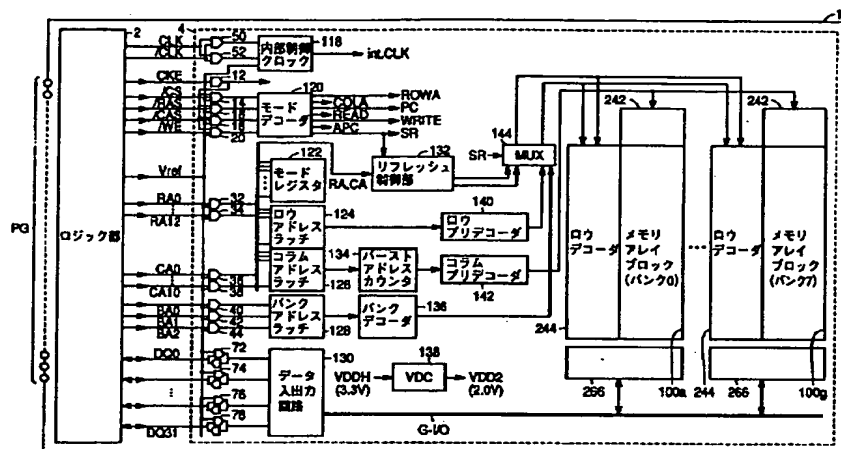 1
2
4
CLK
/CLK
50
52
内部制御
クロック
118
int.CLK
CKE
12
/CS
/RAS
/CAS
/WE
14
16
18
20
モード
デコーダ
120
ROWA
COLA
PC
READ
WRITE
APC
SR
242
242
144
SR
MUX
Vref
122
モード
レジスタ
RA,CA
132
リフレッシュ
制御部
PG
ロジック部
RA0
RA12
32
34
ロウ
アドレス
ラッチ
124
140
ロウ
プリデコーダ
ロウ
デコーダ
メモリ
アレイ
ブロック
(バンク0)
ロウ
デコーダ
メモリ
アレイ
ブロック
(バンク7)
コラム
アドレス
ラッチ
134
126
バースト
アドレス
カウンタ
コラム
プリデコーダ
142
CA0
CA10
36
38
BA0
BA1
BA2
40
42
44
バンク
アドレス
ラッチ
128
バンク
デコーダ
136
244
244
DQ0
72
74
76
78
DQ31
130
データ
入出力
回路
VDDH
(3.3V)
138
VDC
VDD2
(2.0V)
G-I/O
266
100a
266
100g